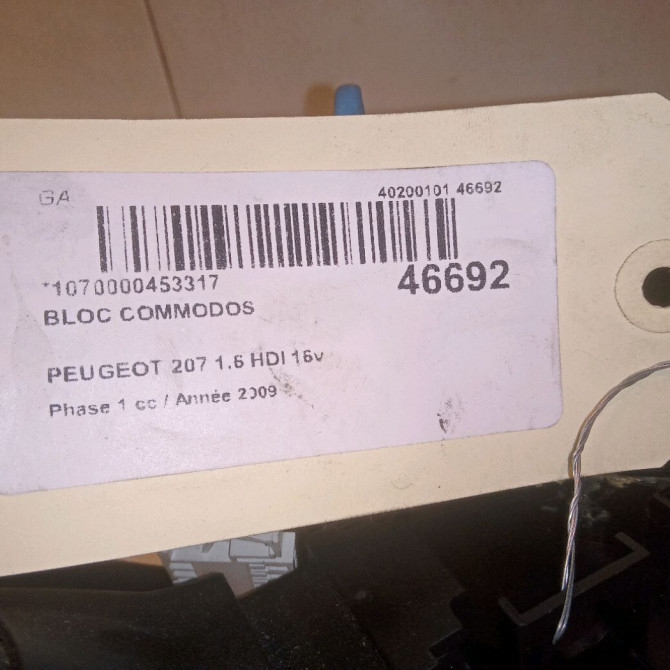 GA
40200101 46692
*1070000453317
46692
BLOC COMMODOS
PEUGEOT 207 1.6 HDI 16v
Phase 1 cc / Année 2009